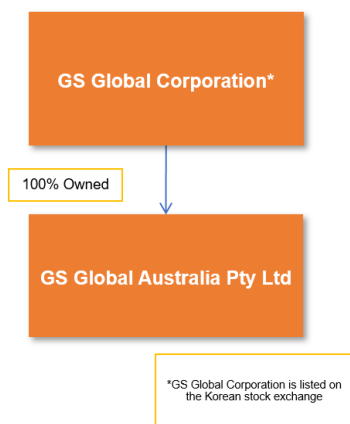 GS Global Corporation*
100% Owned
GS Global Australia Pty Ltd
*GS Global Corporation is listed on
the Korean stock exchange